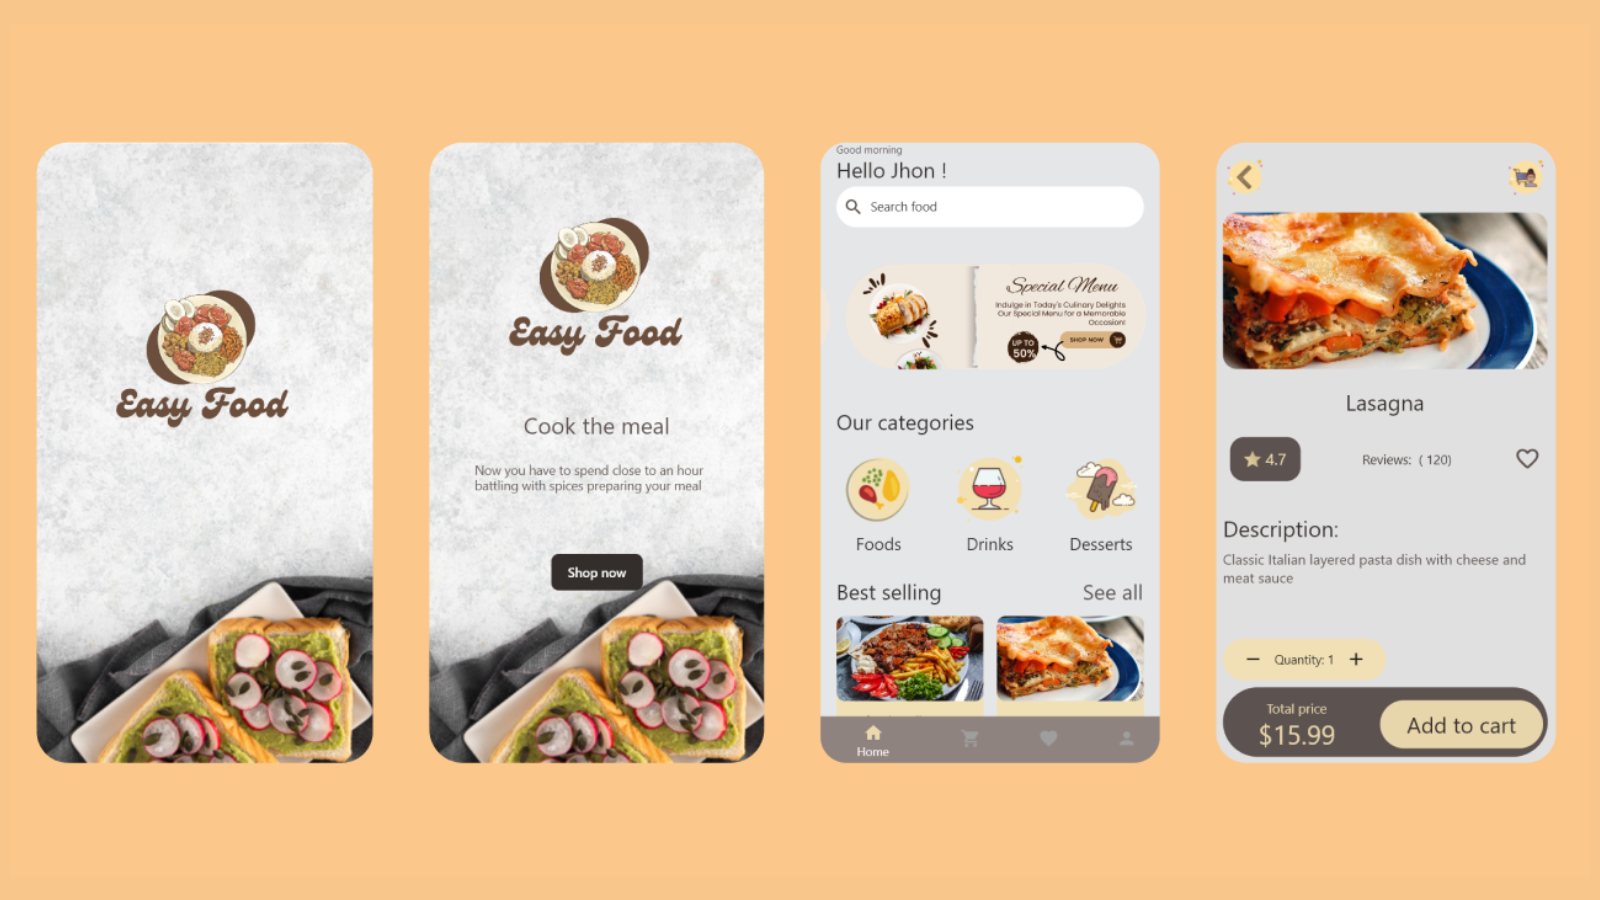 Easy Food
Easy Food
Cook the meal
Now you have to spend close to an hour
battling with spices preparing your meal
Shop now
Good morning
Hello Jhon !
Search food
Special Menu
Indulge in Today's Culinary Delights
Our Special Menu for a Memorable
Occasion!
UP TO
50%
SHOP NOW
Our categories
Foods
Drinks
Desserts
Best selling
See all
Home
Lasagna
4.7
Reviews: ( 120)
Description:
Classic Italian layered pasta dish with cheese and
meat sauce
Quantity: 1
Total price
$15.99
Add to cart